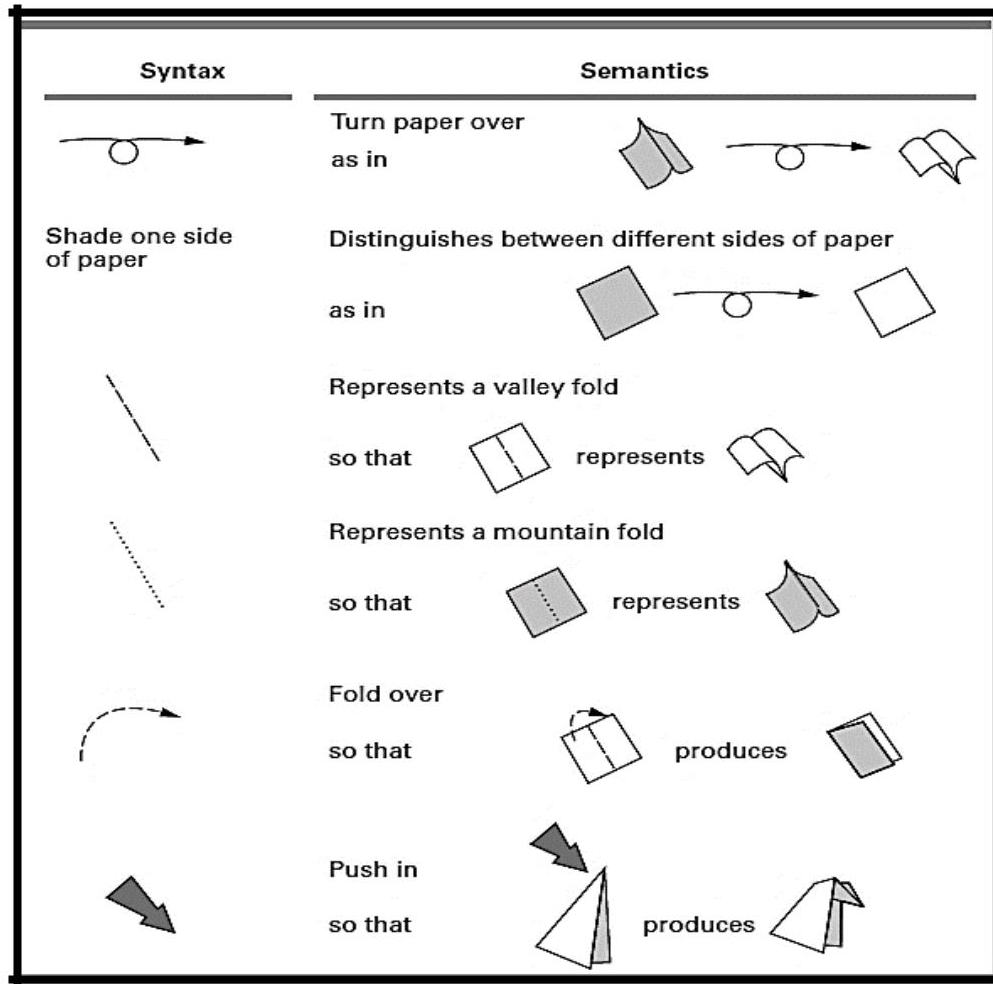 Syntax
Semantics
Turn paper over
as in
Shade one side
of paper
Distinguishes between different sides of paper
as in
Represents a valley fold
so that
represents
Represents a mountain fold
so that
represents
Fold over
so that
produces
Push in
so that
produces